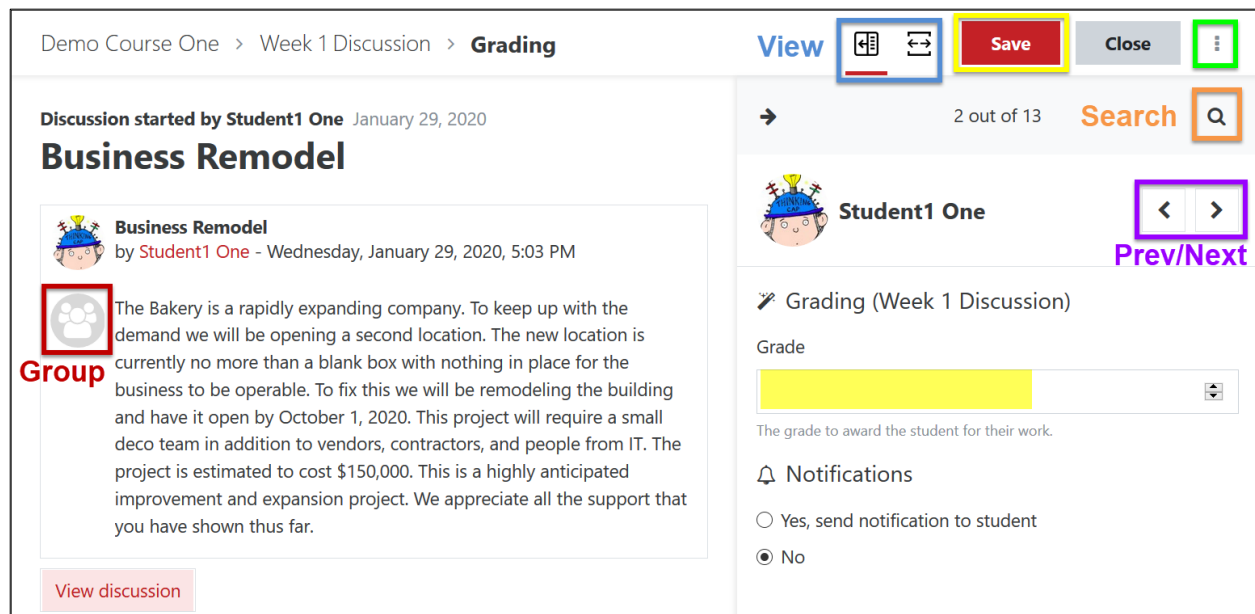 Demo Course One > Week 1 Discussion > Grading
View
Save
Close
Discussion started by Student1 One January 29, 2020
Business Remodel
Business Remodel
by Student1 One - Wednesday, January 29, 2020, 5:03 PM
Group
The Bakery is a rapidly expanding company. To keep up with the
demand we will be opening a second location. The new location is
currently no more than a blank box with nothing in place for the
business to be operable. To fix this we will be remodeling the building
and have it open by October 1, 2020. This project will require a small
deco team in addition to vendors, contractors, and people from IT. The
project is estimated to cost $150,000. This is a highly anticipated
improvement and expansion project. We appreciate all the support that
you have shown thus far.
View discussion
2 out of 13
Search
THINKING CAP
Student1 One
Prev/Next
Grading (Week 1 Discussion)
Grade
The grade to award the student for their work.
Notifications
Yes, send notification to student
No